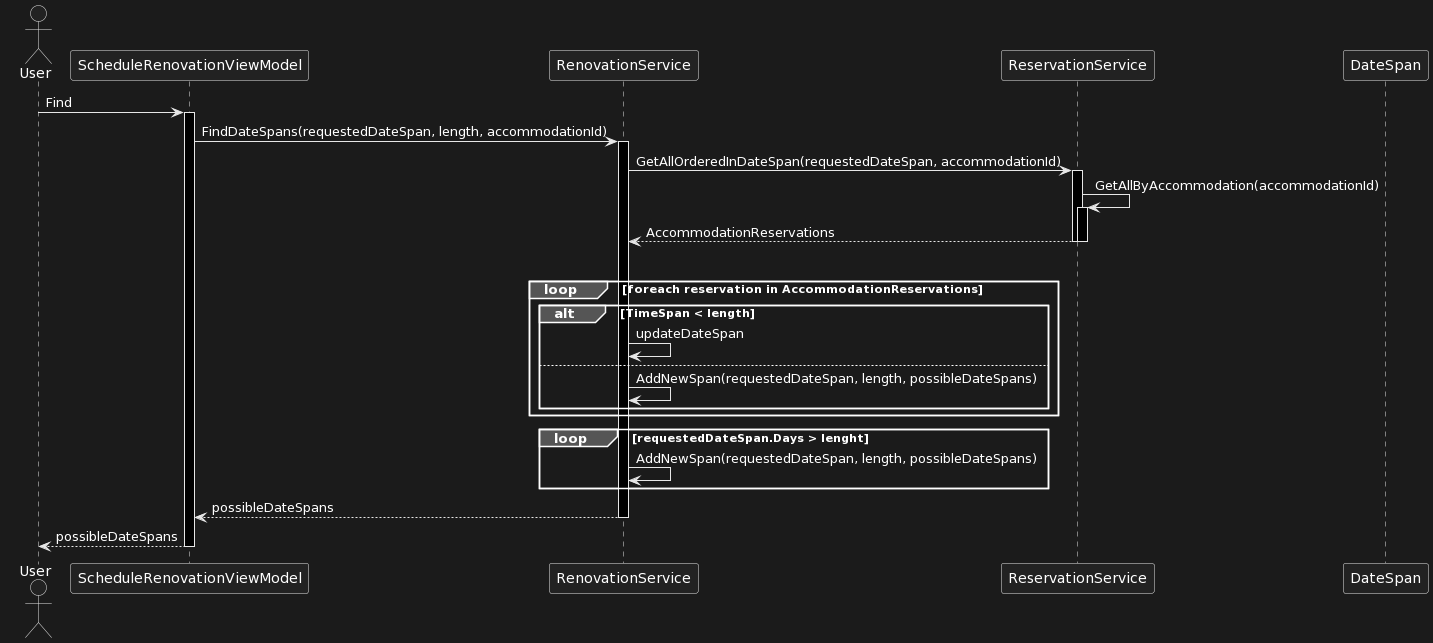 User
ScheduleRenovationViewModel
RenovationService
ReservationService
DateSpan
Find
FindDateSpans(requestedDateSpan, length, accommodationId)
GetAllOrderedInDateSpan(requestedDateSpan, accommodationId)
GetAllByAccommodation(accommodationId)
AccommodationReservations
loop [foreach reservation in AccommodationReservations]
alt [TimeSpan < length]
updateDateSpan
AddNewSpan(requestedDateSpan, length, possibleDateSpans)
loop [requestedDateSpan.Days > lenght]
AddNewSpan(requestedDateSpan, length, possibleDateSpans)
possibleDateSpans
possibleDateSpans
User
ScheduleRenovationViewModel
RenovationService
ReservationService
DateSpan